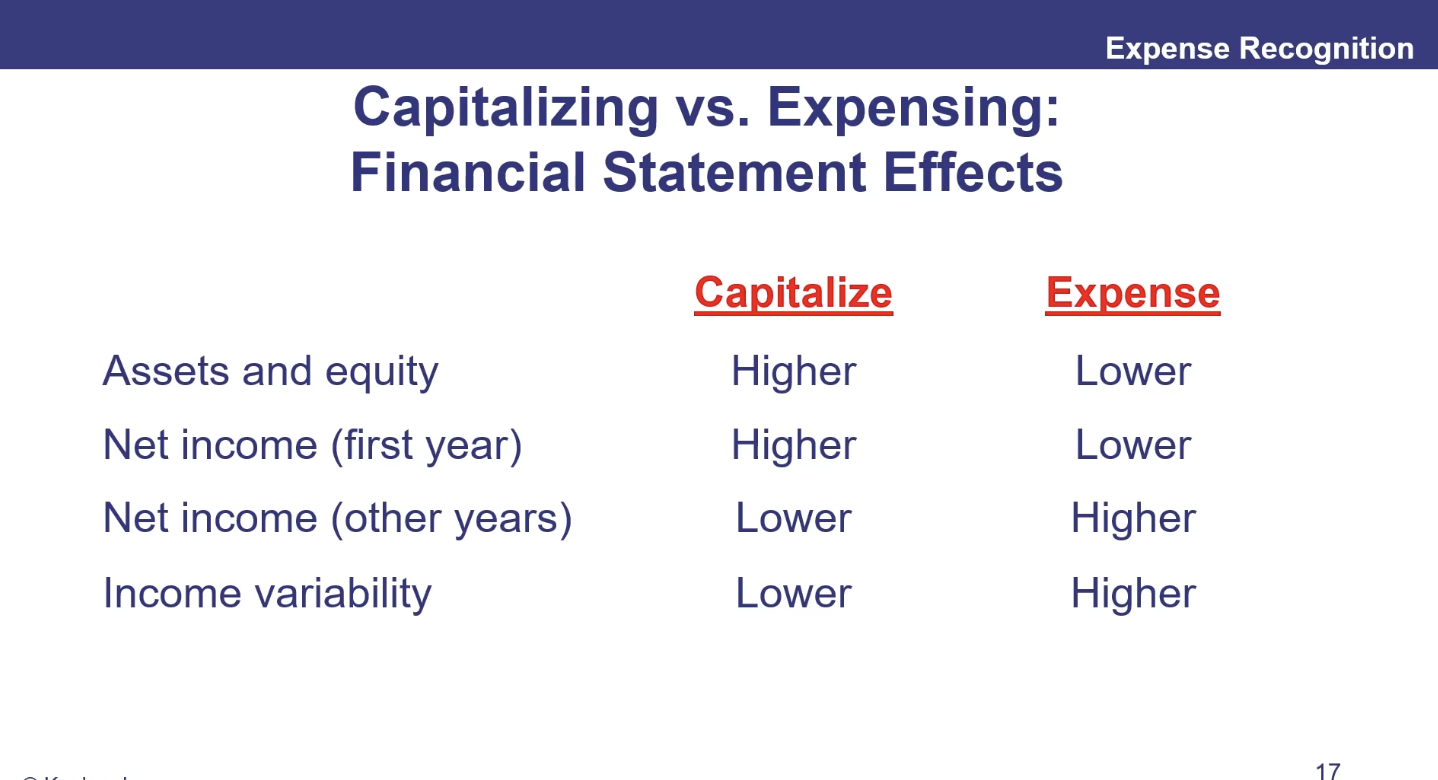 Expense Recognition
Capitalizing vs. Expensing:
Financial Statement Effects
Capitalize Expense
Assets and equity Higher Lower
Net income (first year) Higher Lower
Net income (other years) Lower Higher
Income variability Lower Higher
17